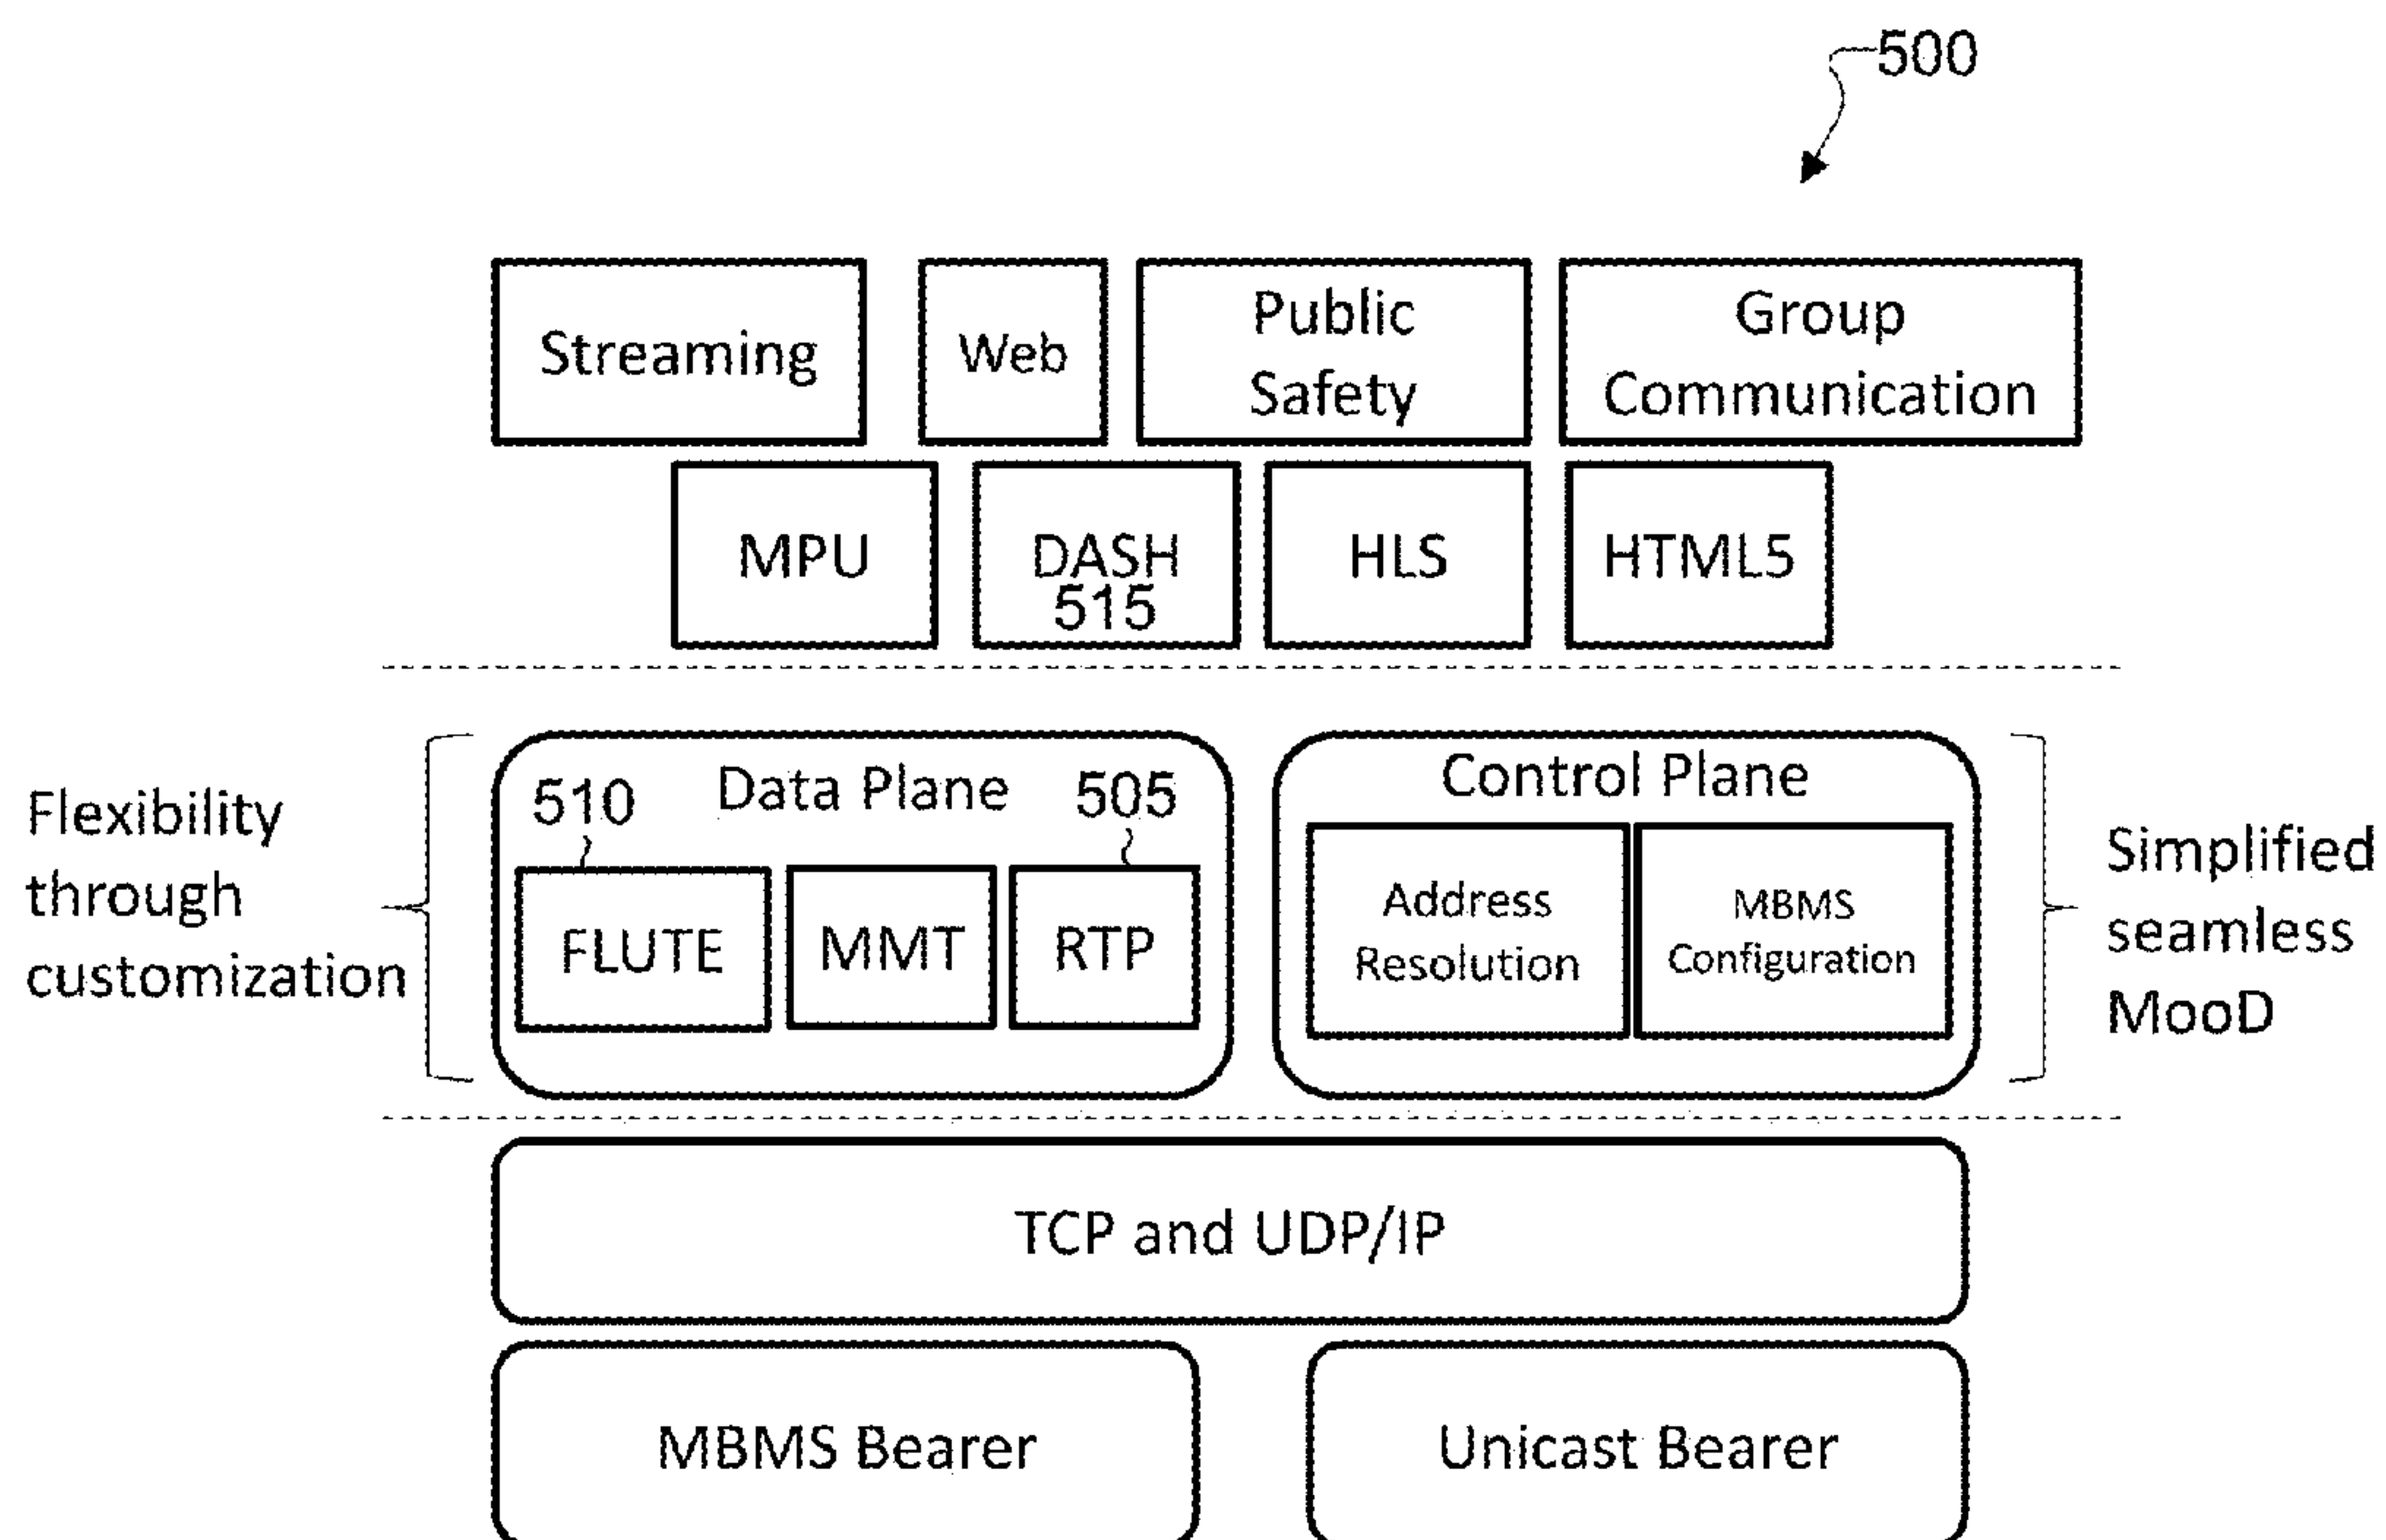 500
Streaming
Web
Public
Safety
Group
Communication
MPU
DASH
515
HLS
HTML5
Flexibility
through
customization
Data Plane
510
505
FLUTE
MMT
RTP
Control Plane
Address
Resolution
MBMS
Configuration
Simplified
seamless
MooD
TCP and UDP/IP
MBMS Bearer
Unicast Bearer